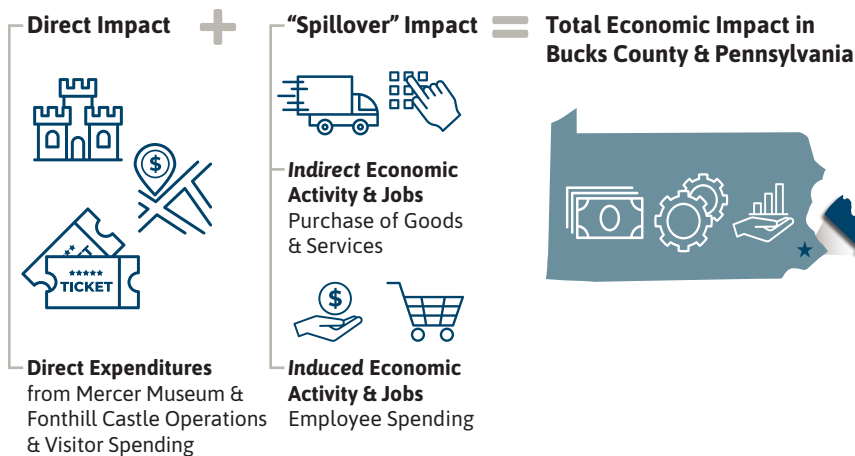 Direct Impact
+
“Spillover” Impact
=
Total Economic Impact in
Bucks County & Pennsylvania
$
TICKET
Direct Expenditures
from Mercer Museum &
Fonthill Castle Operations
& Visitor Spending
Indirect Economic
Activity & Jobs
Purchase of Goods
& Services
$
Induced Economic
Activity & Jobs
Employee Spending